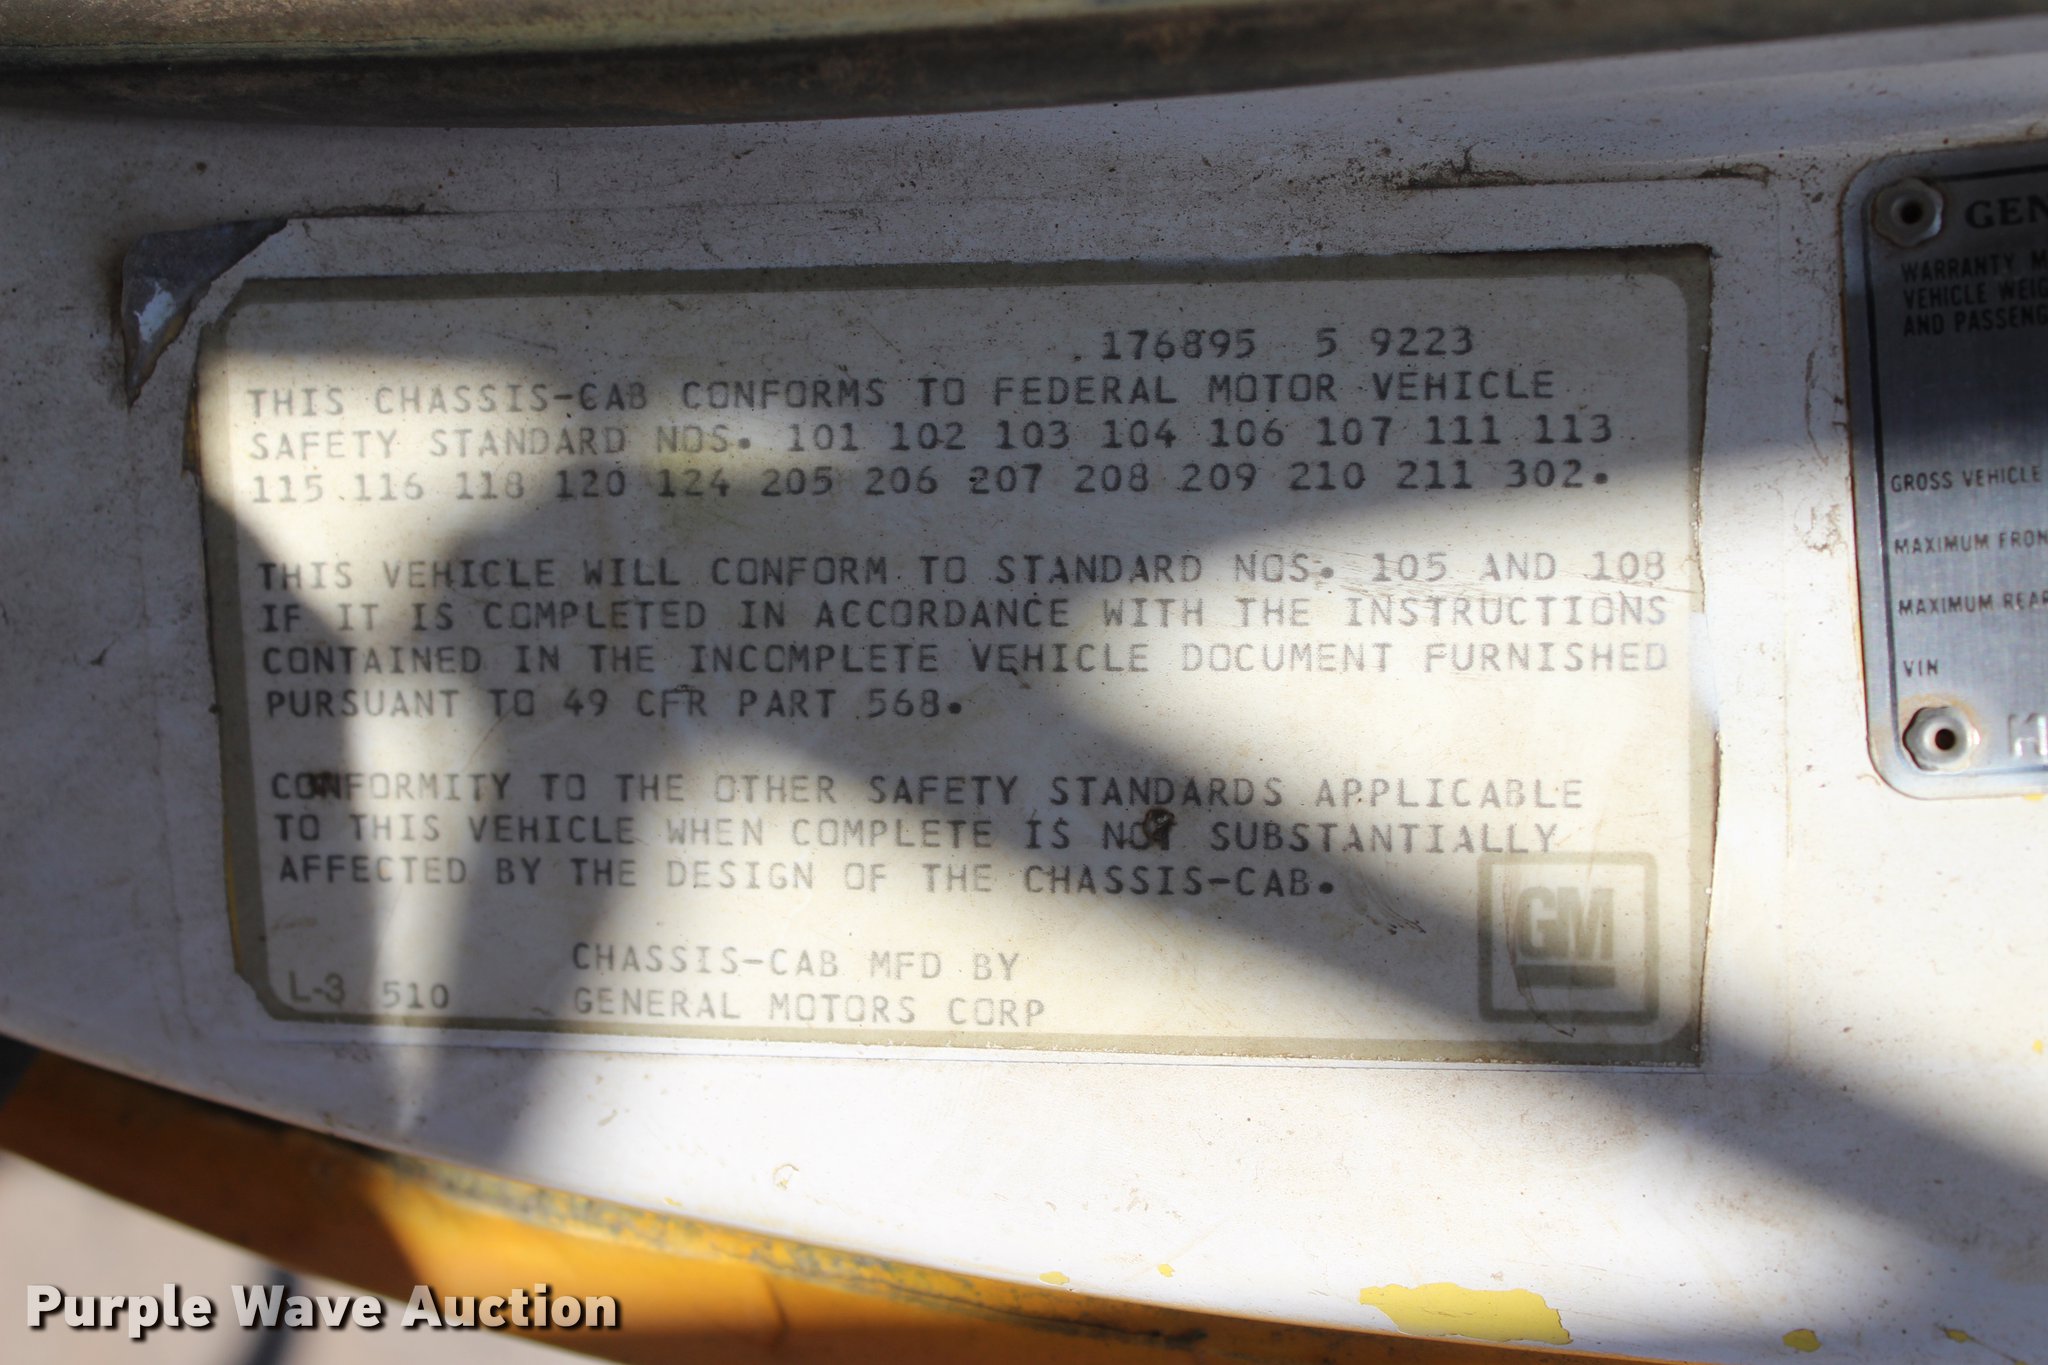 176895 5 9223
THIS CHASSIS-CAB CONFORMS TO FEDERAL MOTOR VEHICLE
SAFETY STANDARD NOS. 101 102 103 104 106 107 111 113
115 116 118 120 124 205 206 207 208 209 210 211 302.
THIS VEHICLE WILL CONFORM TO STANDARD NOS. 105 AND 108
IF IT IS COMPLETED IN ACCORDANCE WITH THE INSTRUCTIONS
CONTAINED IN THE INCOMPLETE VEHICLE DOCUMENT FURNISHED
PURSUANT TO 49 CFR PART 568.
CONFORMITY TO THE OTHER SAFETY STANDARDS APPLICABLE
TO THIS VEHICLE WHEN COMPLETE IS NOT SUBSTANTIALLY
AFFECTED BY THE DESIGN OF THE CHASSIS-CAB.
CHASSIS-CAB MFD BY
L-3 510 GENERAL MOTORS CORP
GM
GEN
WARRANTY M
VEHICLE WEIG
AND PASSENG
GROSS VEHICLE
MAXIMUM FRON
MAXIMUM REAR
VIN
Purple Wave Auction